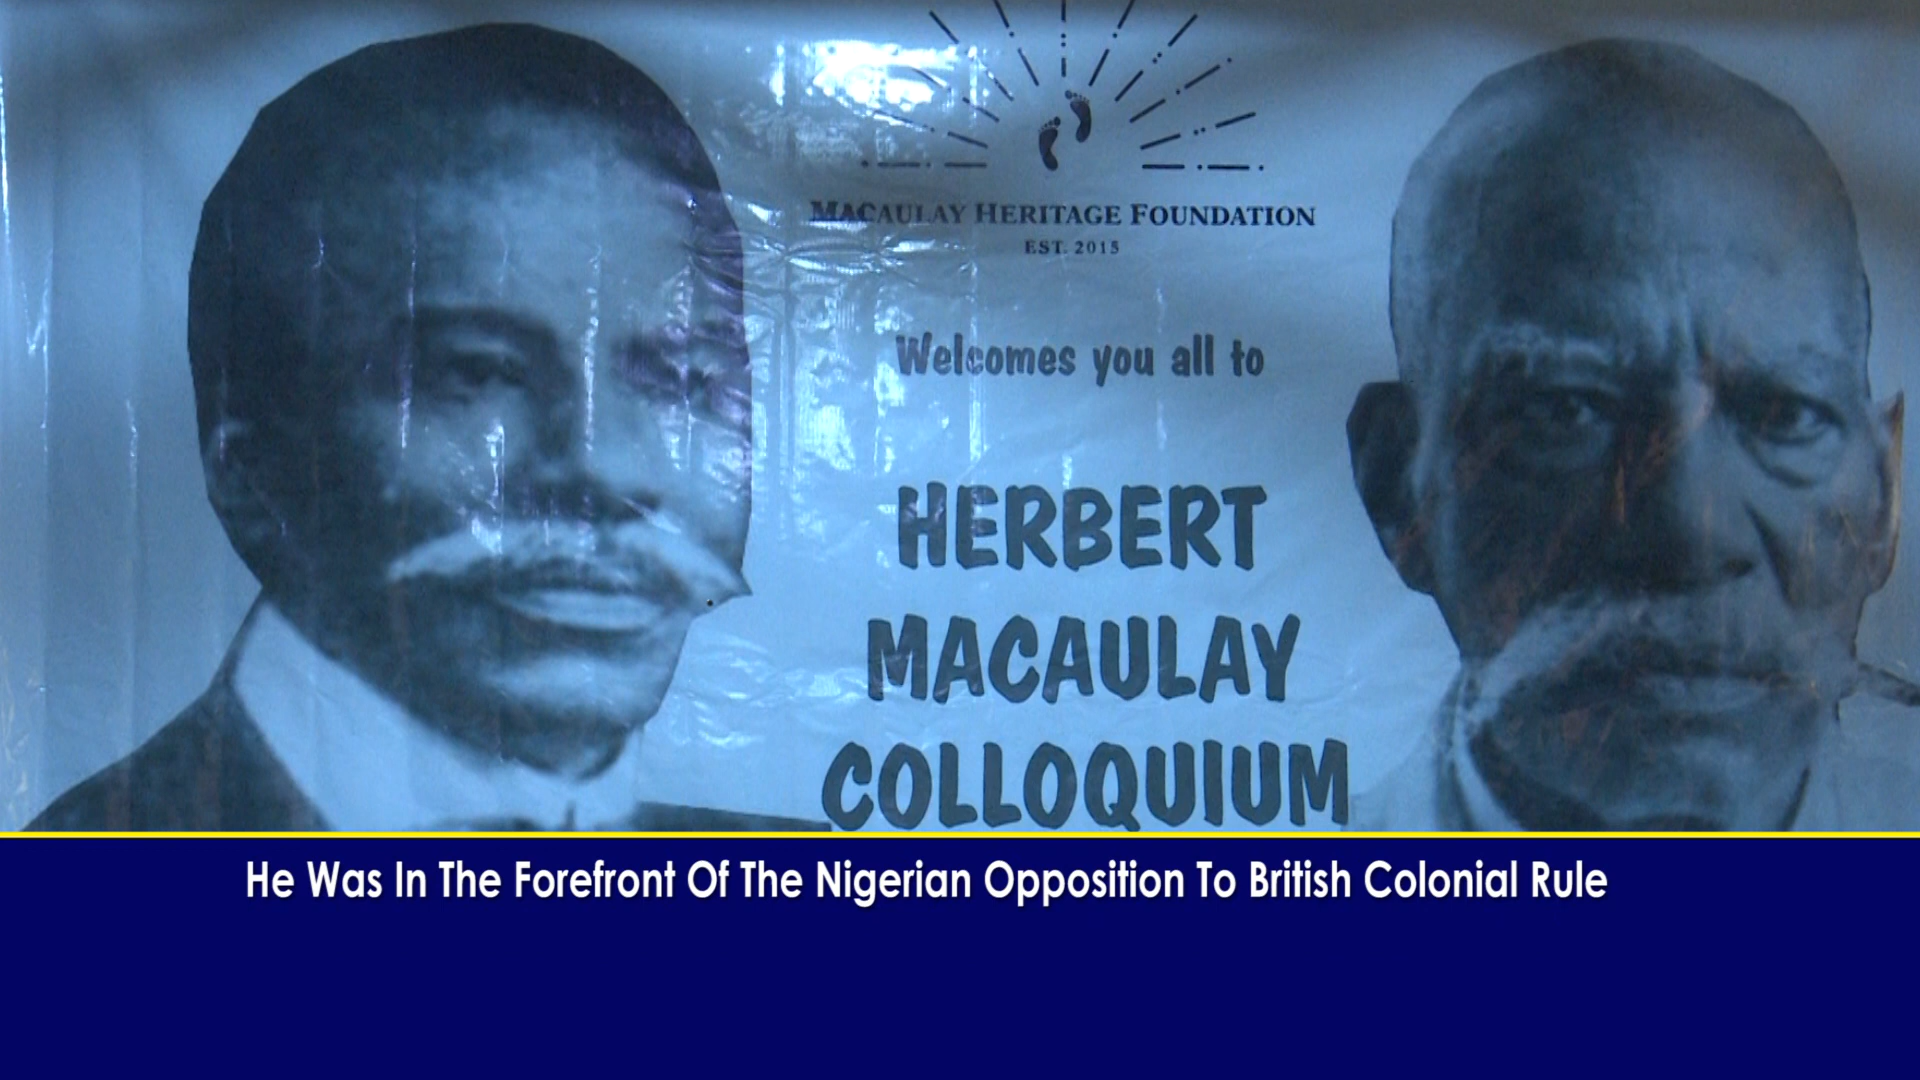 MACAULAY HERITAGE FOUNDATION
EST. 2015
Welcomes you all to
HERBERT
MACAULAY
COLLOQUIUM
He Was In The Forefront Of The Nigerian Opposition To British Colonial Rule